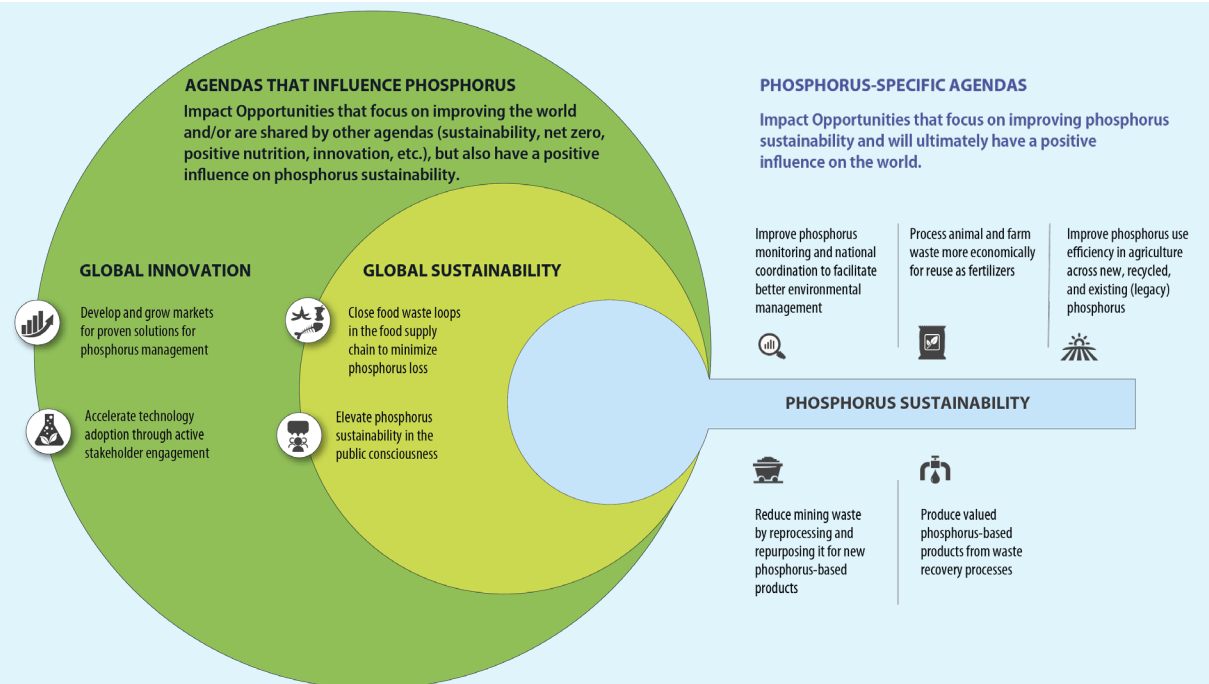 AGENDAS THAT INFLUENCE PHOSPHORUS
Impact Opportunities that focus on improving the world
and/or are shared by other agendas (sustainability, net zero,
positive nutrition, innovation, etc.), but also have a positive
influence on phosphorus sustainability.
GLOBAL INNOVATION
Develop and grow markets
for proven solutions for
phosphorus management
Accelerate technology
adoption through active
stakeholder engagement
GLOBAL SUSTAINABILITY
Close food waste loops
in the food supply
chain to minimize
phosphorus loss
Elevate phosphorus
sustainability in the
public consciousness
PHOSPHORUS-SPECIFIC AGENDAS
Impact Opportunities that focus on improving phosphorus
sustainability and will ultimately have a positive
influence on the world.
Improve phosphorus
monitoring and national
coordination to facilitate
better environmental
management
Process animal and farm
waste more economically
for reuse as fertilizers
Improve phosphorus use
efficiency in agriculture
across new, recycled,
and existing (legacy)
phosphorus
PHOSPHORUS SUSTAINABILITY
Reduce mining waste
by reprocessing and
repurposing it for new
phosphorus-based
products
Produce valued
phosphorus-based
products from waste
recovery processes